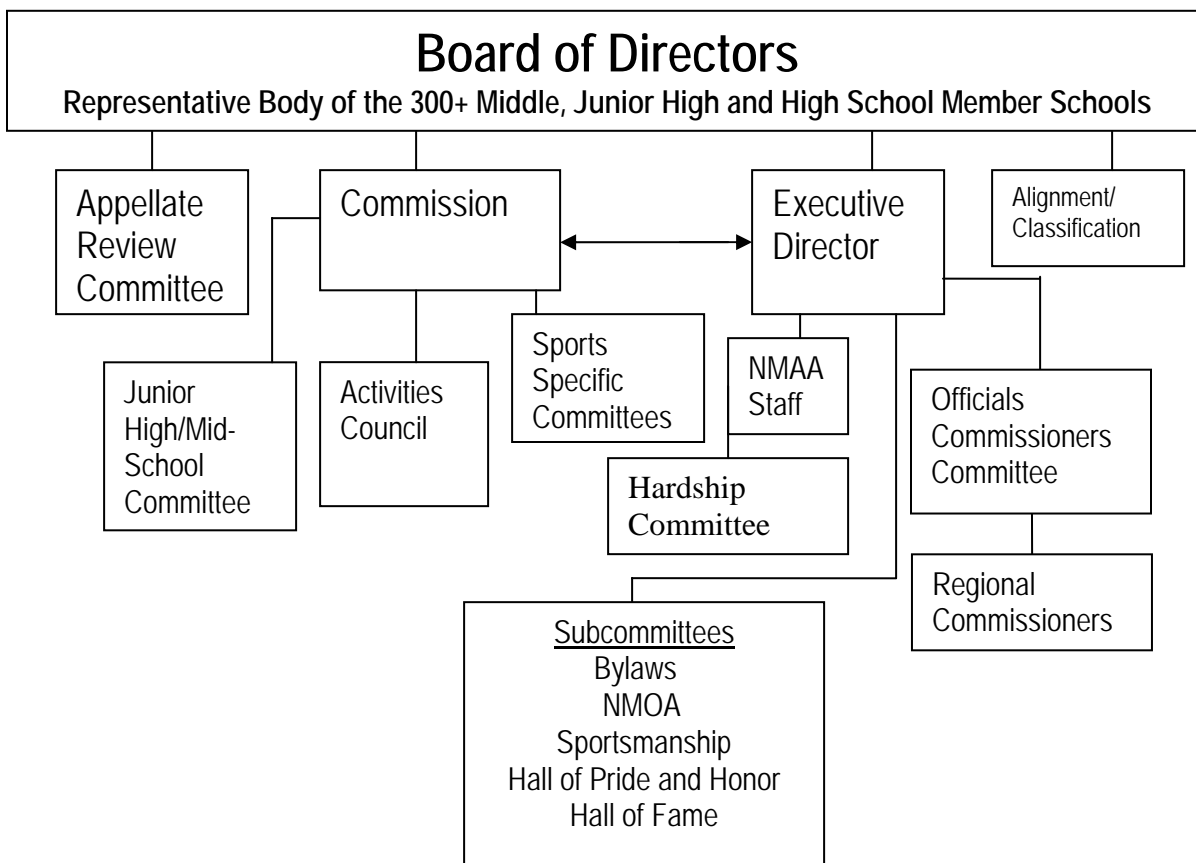 Board of Directors
Representative Body of the 300+ Middle, Junior High and High School Member Schools
Appellate
Review
Committee
Commission
Executive
Director
Alignment/
Classification
Junior
High/Mid-
School
Committee
Activities
Council
Sports
Specific
Committees
NMAA
Staff
Hardship
Committee
Officials
Commissioners
Committee
Regional
Commissioners
Subcommittees
Bylaws
NMOA
Sportsmanship
Hall of Pride and Honor
Hall of Fame